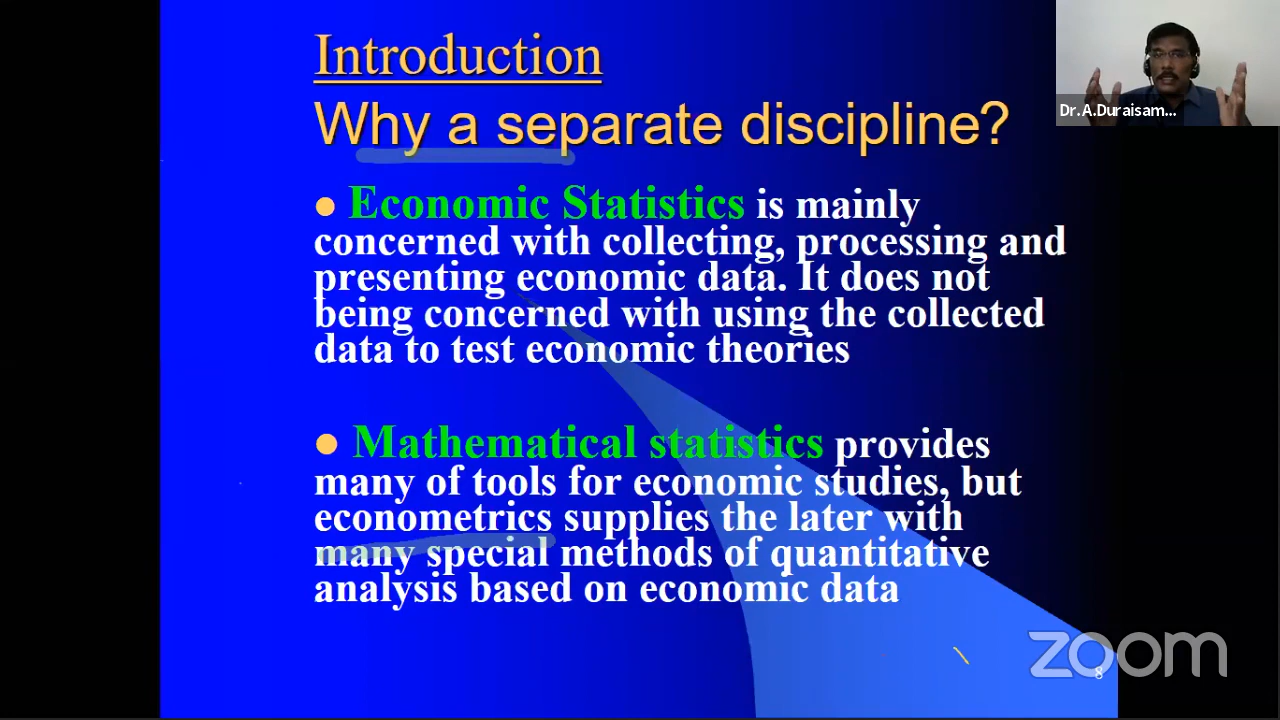 Introduction
Why a separate discipline?
Dr.A.Duraisam...
• Economic Statistics is mainly
concerned with collecting, processing and
presenting economic data. It does not
being concerned with using the collected
data to test economic theories
• Mathematical statistics provides
many of tools for economic studies, but
econometrics supplies the later with
many special methods of quantitative
analysis based on economic data
zoom
8